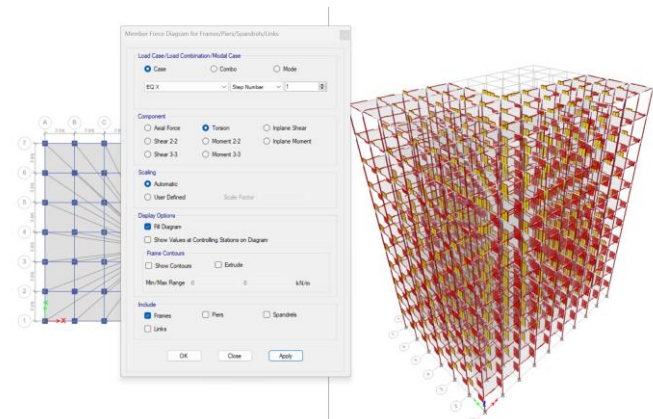 Member Force Diagram for Frames/Piers/Spandrels/Links
Load Case/Load Combination/Modal Case
Case Combo Mode
EQ X Step Number 1
Component
Axial Force Torsion Inplane Shear
Shear 2-2 Moment 2-2 Inplane Moment
Shear 3-3 Moment 3-3
Scaling
Automatic
User Defined Scale Factor
Display Options
Fill Diagram
Show Values at Controlling Stations on Diagram
Frame Contours
Show Contours Extrude
Min/Max Range 0 0 kN/m
Include
Frames Piers Spandrels
Links
OK Close Apply
A B C
7
6
5
4
3
2
1
X